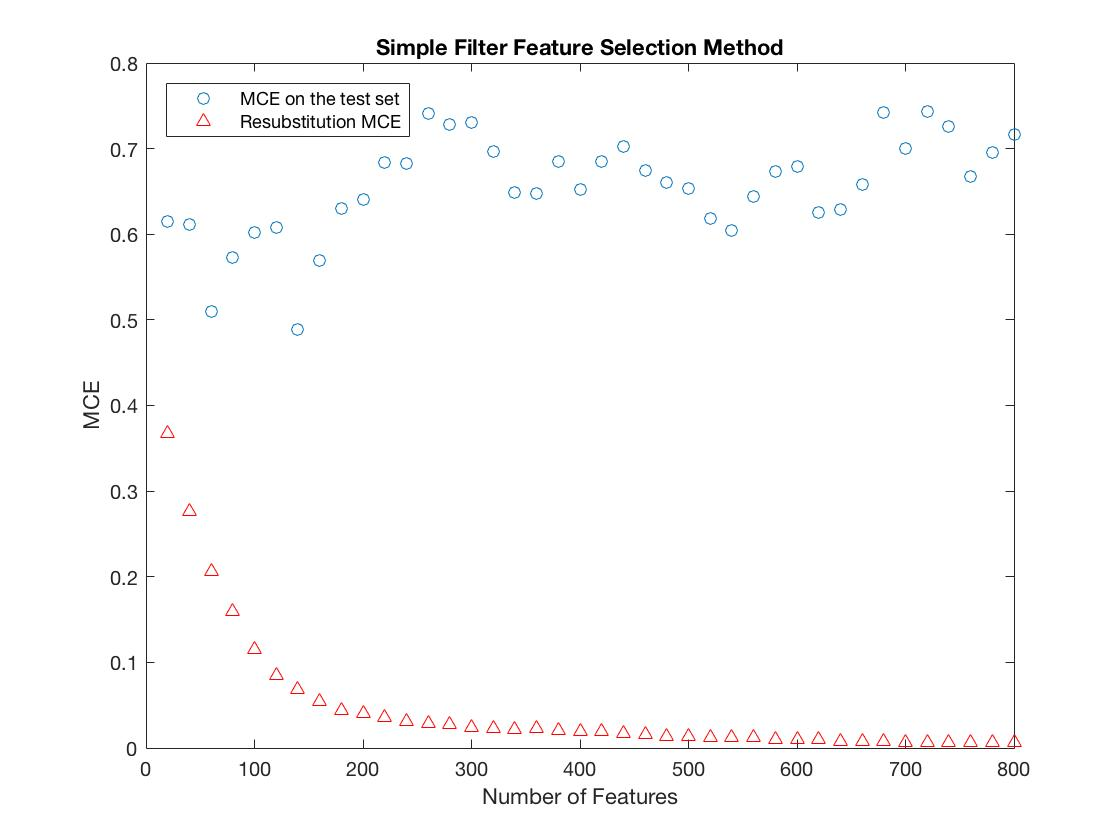 Simple Filter Feature Selection Method
MCE on the test set
Resubstitution MCE
0.8
0.7
0.6
0.5
0.4
0.3
0.2
0.1
0
MCE
0 100 200 300 400 500 600 700 800
Number of Features